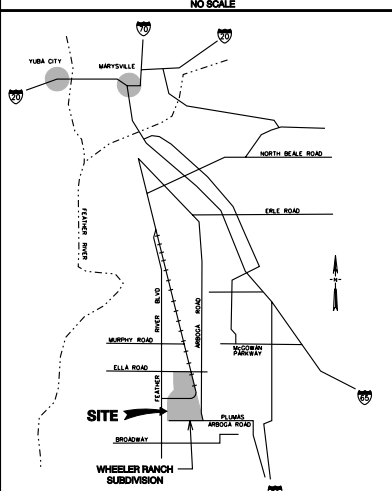 NO SCALE
70
20
YUBA CITY
MARYSVILLE
20
NORTH BEALE ROAD
ERLE ROAD
FEATHER RIVER
FEATHER RIVER BLVD
ARBOGA ROAD
N
MURPHY ROAD
McGOWAN
PARKWAY
ELLA ROAD
65
SITE
PLUMAS
ARBOGA ROAD
BROADWAY
WHEELER RANCH
SUBDIVISION